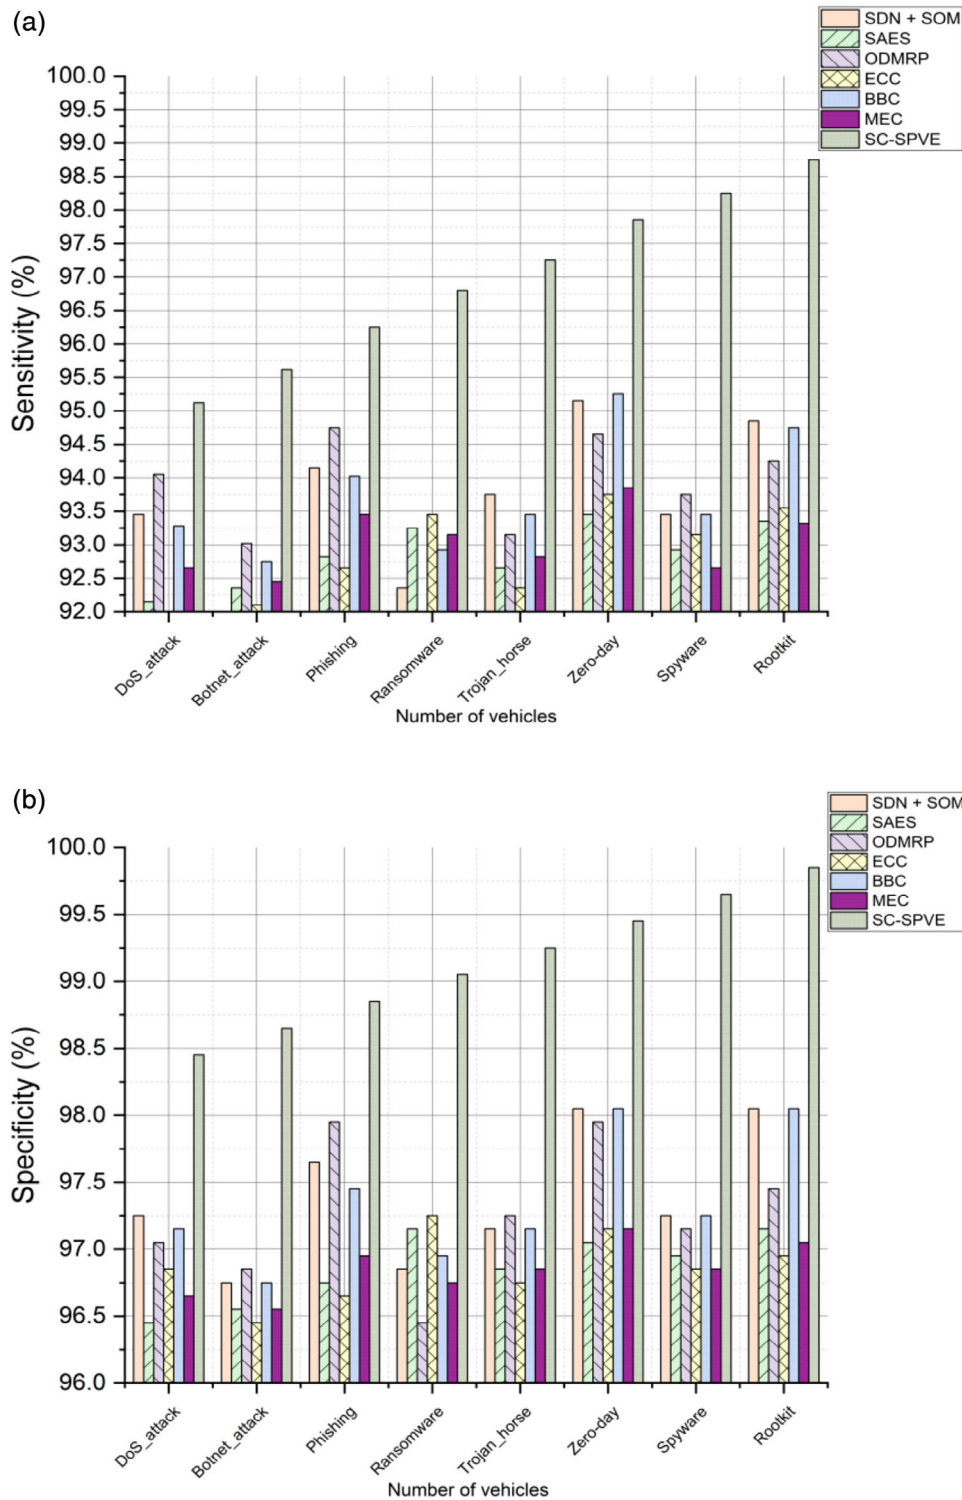 (a)
SDN + SOM
SAES
ODMRP
ECC
BBC
MEC
SC-SPVE
100.0
99.5
99.0
98.5
98.0
97.5
97.0
96.5
96.0
95.5
95.0
94.5
94.0
93.5
93.0
92.5
92.0
Sensitivity (%)
DoS_attack
Botnet_attack
Phishing
Ransomware
Trojan_horse
Zero-day
Spyware
Rootkit
Number of vehicles
(b)
SDN + SOM
SAES
ODMRP
ECC
BBC
MEC
SC-SPVE
100.0
99.5
99.0
98.5
98.0
97.5
97.0
96.5
96.0
Specificity (%)
DoS_attack
Botnet_attack
Phishing
Ransomware
Trojan_horse
Zero-day
Spyware
Rootkit
Number of vehicles